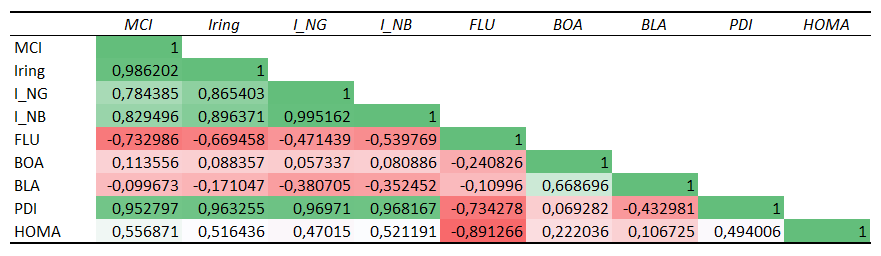 MCI Iring I_NG I_NB FLU BOA BLA PDI HOMA
MCI 1
Iring 0,986202 1
I_NG 0,784385 0,865403 1
I_NB 0,829496 0,896371 0,995162 1
FLU -0,732986 -0,669458 -0,471439 -0,539769 1
BOA 0,113556 0,088357 0,057337 0,080886 -0,240826 1
BLA -0,099673 -0,171047 -0,380705 -0,352452 -0,10996 0,668696 1
PDI 0,952797 0,963255 0,96971 0,968167 -0,734278 0,069282 -0,432981 1
HOMA 0,556871 0,516436 0,47015 0,521191 -0,891266 0,222036 0,106725 0,494006 1